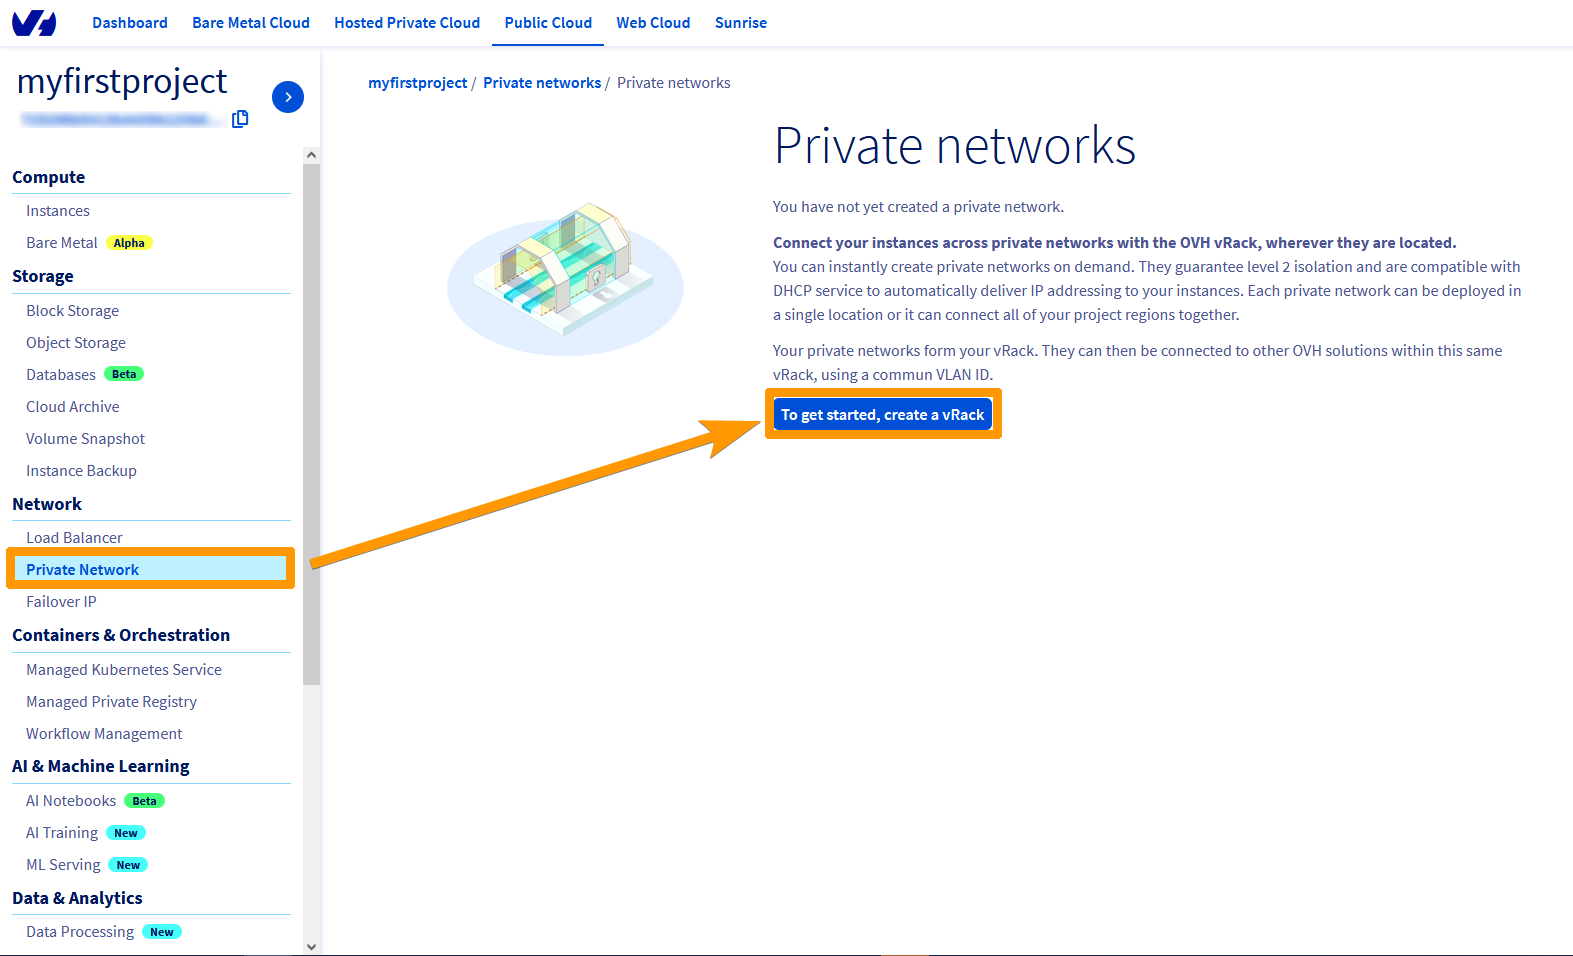 Dashboard Bare Metal Cloud Hosted Private Cloud Public Cloud Web Cloud Sunrise
myfirstproject
myfirstproject / Private networks / Private networks
Compute
Instances
Bare Metal Alpha
Storage
Block Storage
Object Storage
Databases Beta
Cloud Archive
Volume Snapshot
Instance Backup
Network
Load Balancer
Private Network
Failover IP
Containers & Orchestration
Managed Kubernetes Service
Managed Private Registry
Workflow Management
AI & Machine Learning
AI Notebooks Beta
AI Training New
ML Serving New
Data & Analytics
Data Processing New
Private networks
You have not yet created a private network.
Connect your instances across private networks with the OVH vRack, wherever they are located.
You can instantly create private networks on demand. They guarantee level 2 isolation and are compatible with
DHCP service to automatically deliver IP addressing to your instances. Each private network can be deployed in
a single location or it can connect all of your project regions together.
Your private networks form your vRack. They can then be connected to other OVH solutions within this same
vRack, using a commun VLAN ID.
To get started, create a vRack